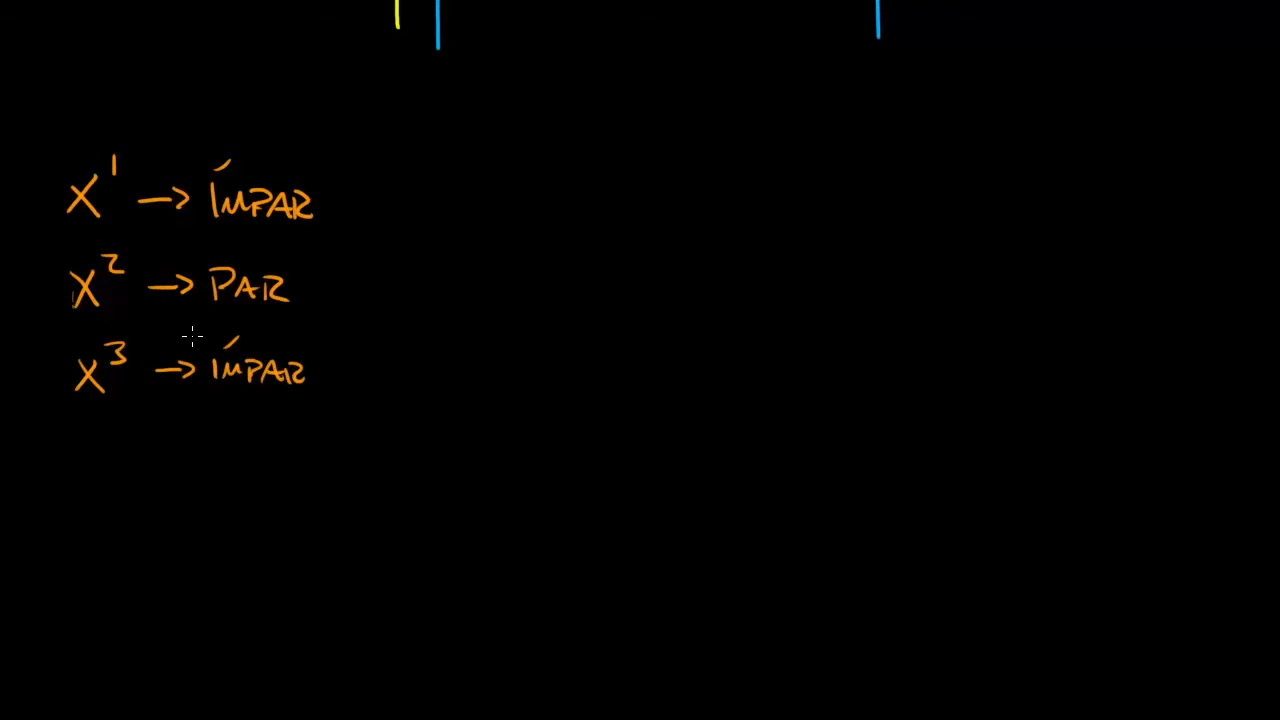 X¹ → ÍMPAR
X² → PAR
X³ → ÍMPAR